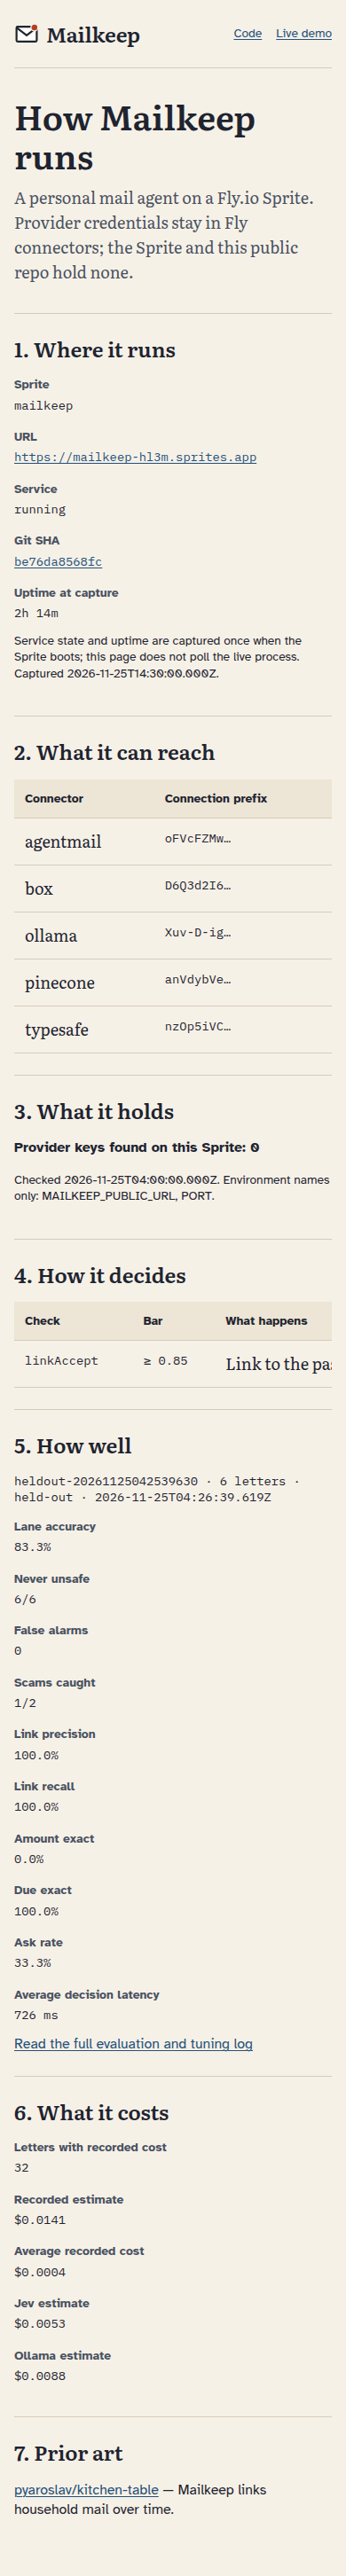 Mailkeep
Code Live demo
How Mailkeep
runs
A personal mail agent on a Fly.io Sprite.
Provider credentials stay in Fly
connectors; the Sprite and this public
repo hold none.
1. Where it runs
Sprite
mailkeep
URL
https://mailkeep-hl3m.sprites.app
Service
running
Git SHA
be76da8568fc
Uptime at capture
2h 14m
Service state and uptime are captured once when the
Sprite boots; this page does not poll the live process.
Captured 2026-11-25T14:30:00.000Z.
2. What it can reach
Connector Connection prefix
agentmail oFVcFZMw…
box D6Q3d2I6…
ollama Xuv-D-ig…
pinecone anVdybVe…
typesafe nzOp5iVC…
3. What it holds
Provider keys found on this Sprite: 0
Checked 2026-11-25T04:00:00.000Z. Environment names
only: MAILKEEP_PUBLIC_URL, PORT.
4. How it decides
Check Bar What happens
linkAccept ≥ 0.85 Link to the pa
5. How well
heldout-20261125042539630 · 6 letters ·
held-out · 2026-11-25T04:26:39.619Z
Lane accuracy
83.3%
Never unsafe
6/6
False alarms
0
Scams caught
1/2
Link precision
100.0%
Link recall
100.0%
Amount exact
0.0%
Due exact
100.0%
Ask rate
33.3%
Average decision latency
726 ms
Read the full evaluation and tuning log
6. What it costs
Letters with recorded cost
32
Recorded estimate
$0.0141
Average recorded cost
$0.0004
Jev estimate
$0.0053
Ollama estimate
$0.0088
7. Prior art
pyaroslav/kitchen-table — Mailkeep links
household mail over time.